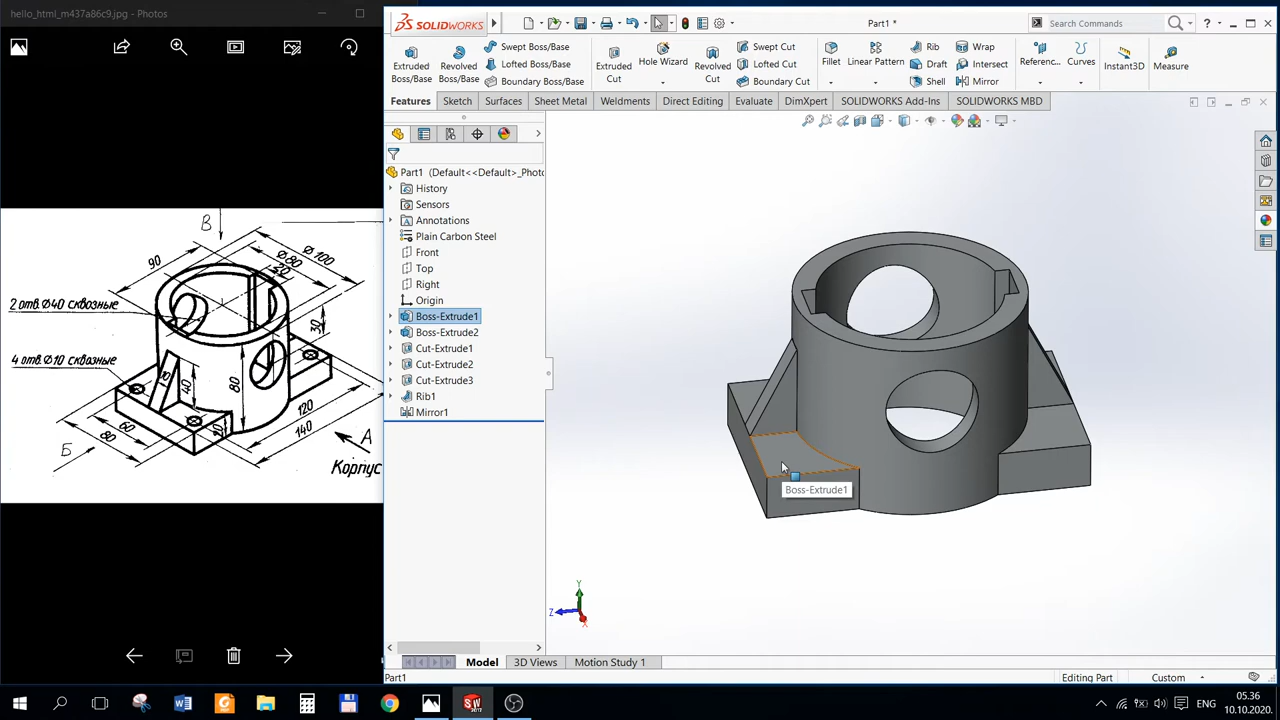 hello_html_m437a86c9.jpg - Photos
SOLIDWORKS
Part1 *
Search Commands
Extruded Boss/Base
Revolved Boss/Base
Swept Boss/Base
Lofted Boss/Base
Boundary Boss/Base
Extruded Cut
Hole Wizard
Revolved Cut
Swept Cut
Lofted Cut
Boundary Cut
Fillet
Linear Pattern
Rib
Draft
Shell
Wrap
Intersect
Mirror
Referenc...
Curves
Instant3D
Measure
Features
Sketch
Surfaces
Sheet Metal
Weldments
Direct Editing
Evaluate
DimXpert
SOLIDWORKS Add-Ins
SOLIDWORKS MBD
Part1 (Default<<Default>_Photo
History
Sensors
Annotations
Plain Carbon Steel
Front
Top
Right
Origin
Boss-Extrude1
Boss-Extrude2
Cut-Extrude1
Cut-Extrude2
Cut-Extrude3
Rib1
Mirror1
В
90
Ø80
20
Ø100
2 отв.Ø40 сквозные
30
4 отв.Ø10 сквозные
10
40
80
20
60
80
120
140
А
Б
Корпус
Boss-Extrude1
Y
Z
X
Model
3D Views
Motion Study 1
Part1
Editing Part
Custom
W
SW
2017
ENG
05.36
10.10.2020.